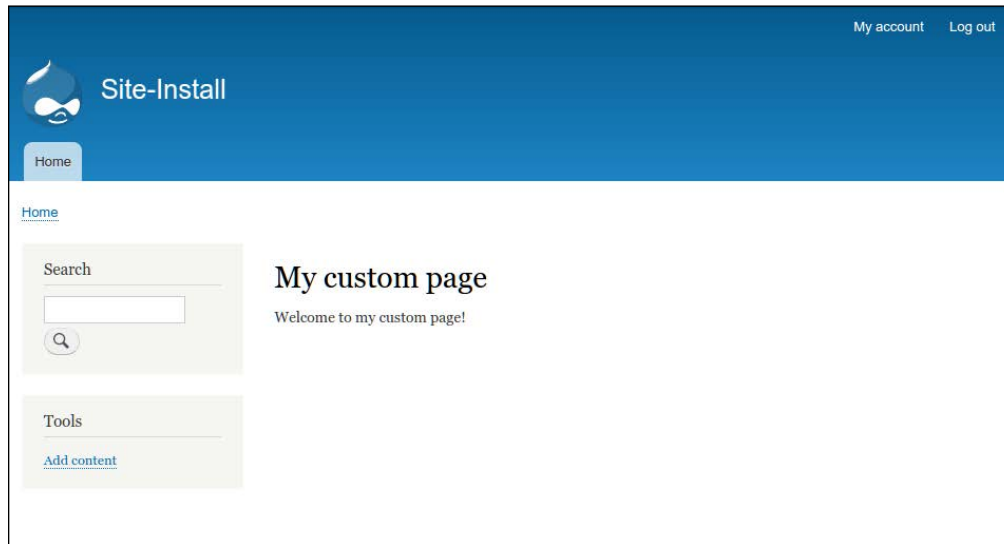 My account Log out
Site-Install
Home
Home
Search
Tools
Add content
My custom page
Welcome to my custom page!